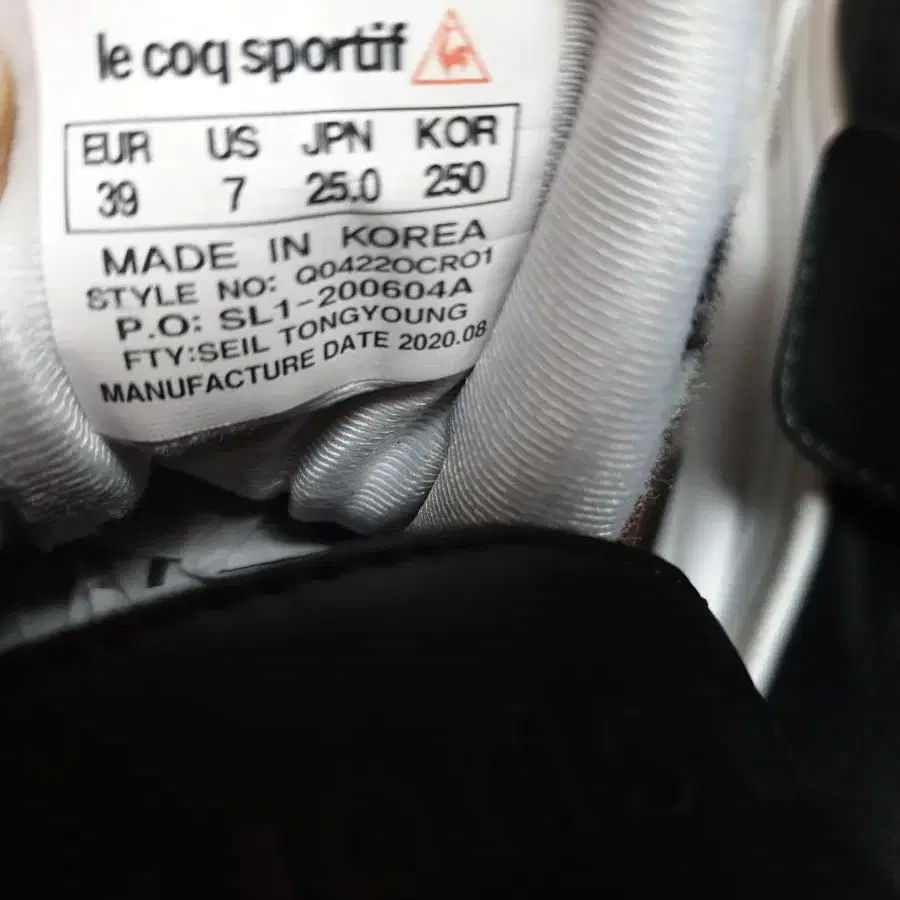 le coq sportif
EUR US JPN KOR
39 7 25.0 250
MADE IN KOREA
STYLE NO: QO422OCRO1
P.O: SL1-200604A
FTY:SEIL TONGYOUNG
MANUFACTURE DATE 2020.08